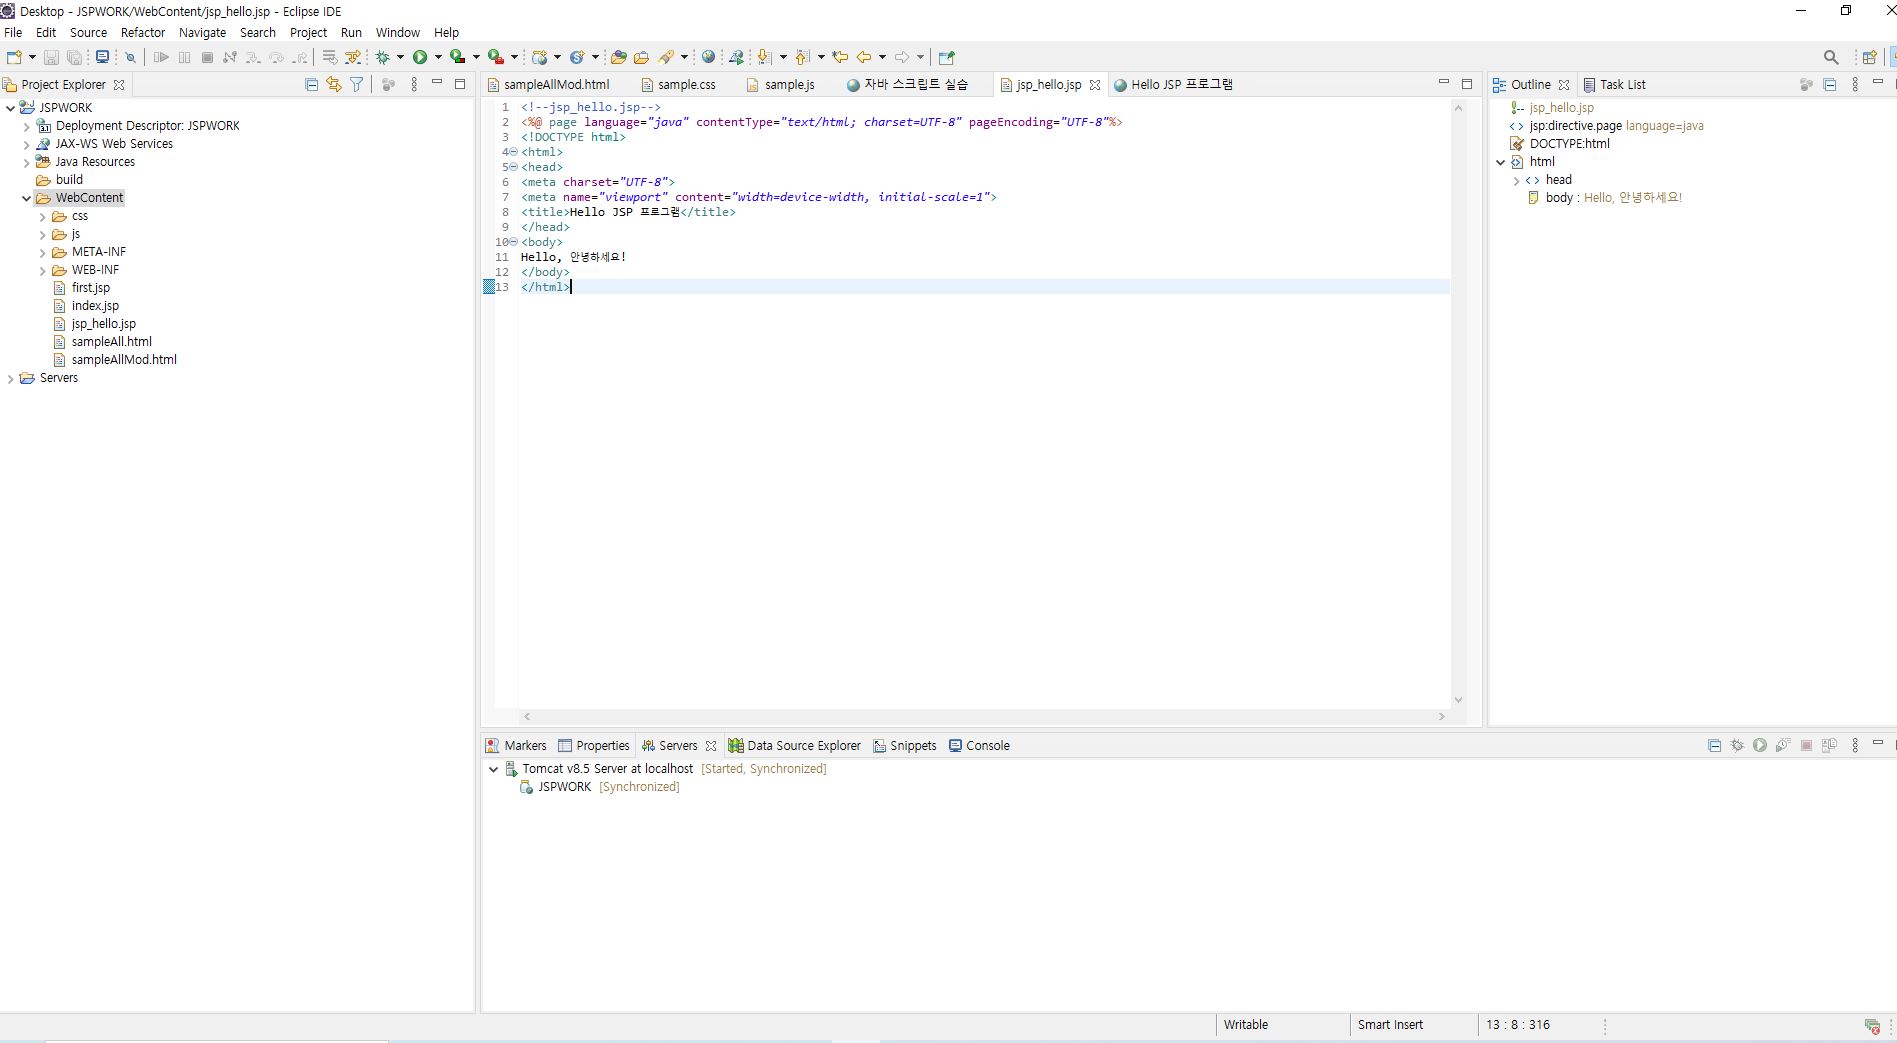 Desktop - JSPWORK/WebContent/jsp_hello.jsp - Eclipse IDE
File Edit Source Refactor Navigate Search Project Run Window Help
Project Explorer
JSPWORK
Deployment Descriptor: JSPWORK
JAX-WS Web Services
Java Resources
build
WebContent
css
js
META-INF
WEB-INF
first.jsp
index.jsp
jsp_hello.jsp
sampleAll.html
sampleAllMod.html
Servers
sampleAllMod.html sample.css sample.js 자바 스크립트 실습 jsp_hello.jsp Hello JSP 프로그램
1 <!--jsp_hello.jsp-->
2 <%@ page language="java" contentType="text/html; charset=UTF-8" pageEncoding="UTF-8"%>
3 <!DOCTYPE html>
4 <html>
5 <head>
6 <meta charset="UTF-8">
7 <meta name="viewport" content="width=device-width, initial-scale=1">
8 <title>Hello JSP 프로그램</title>
9 </head>
10 <body>
11 Hello, 안녕하세요!
12 </body>
13 </html>
Outline Task List
jsp_hello.jsp
jsp:directive.page language=java
DOCTYPE:html
html
head
body : Hello, 안녕하세요!
Markers Properties Servers Data Source Explorer Snippets Console
Tomcat v8.5 Server at localhost [Started, Synchronized]
JSPWORK [Synchronized]
Writable Smart Insert 13 : 8 : 316